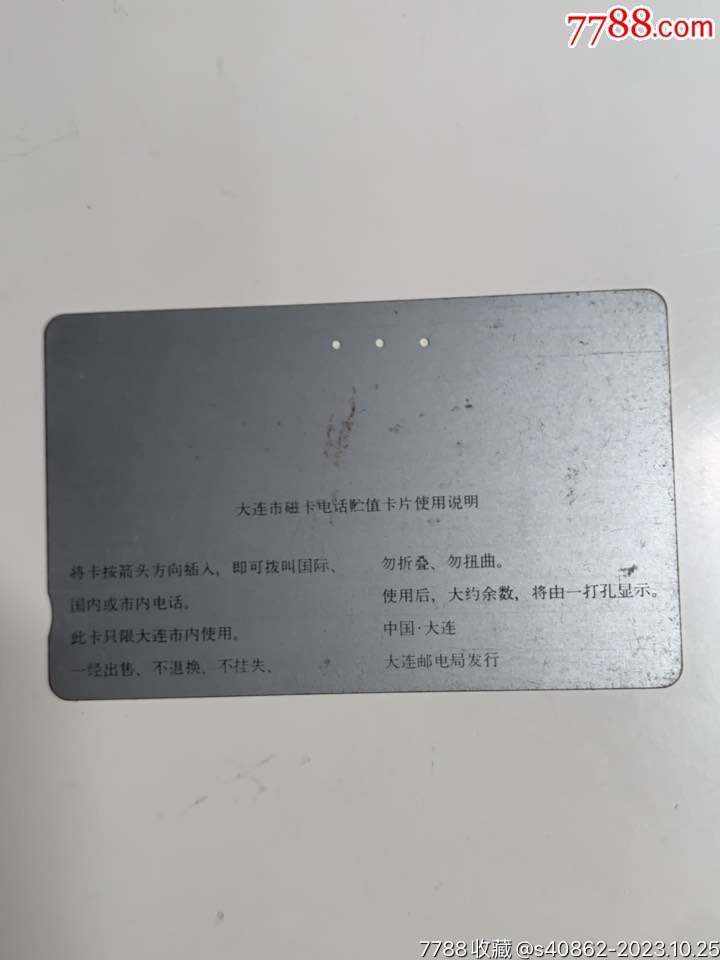 7788.com
大连市磁卡电话贮值卡片使用说明
将卡按箭头方向插入，即可拨叫国际、
国内或市内电话。
此卡只限大连市内使用。
一经出售、不退换、不挂失、
勿折叠、勿扭曲。
使用后，大约余数，将由一打孔显示。
中国·大连
大连邮电局发行
7788收藏@s40862-2023.10.25